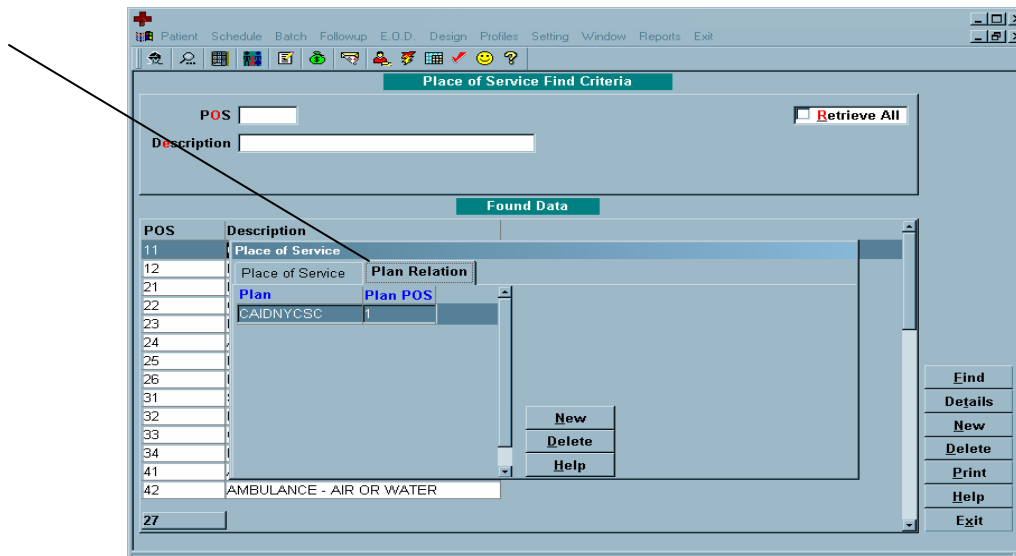 Patient Schedule Batch Followup E.O.D. Design Profiles Setting Window Reports Exit
Place of Service Find Criteria
POS
Retrieve All
Description
Found Data
POS Description
11
Place of Service
12
Place of Service Plan Relation
21
Plan Plan POS
22
CAIDNYCSC 1
23
24
25
26
Find
31
Details
32
New
New
33
Delete
34
Delete
41
Help
Print
42 AMBULANCE - AIR OR WATER
Help
27
Exit